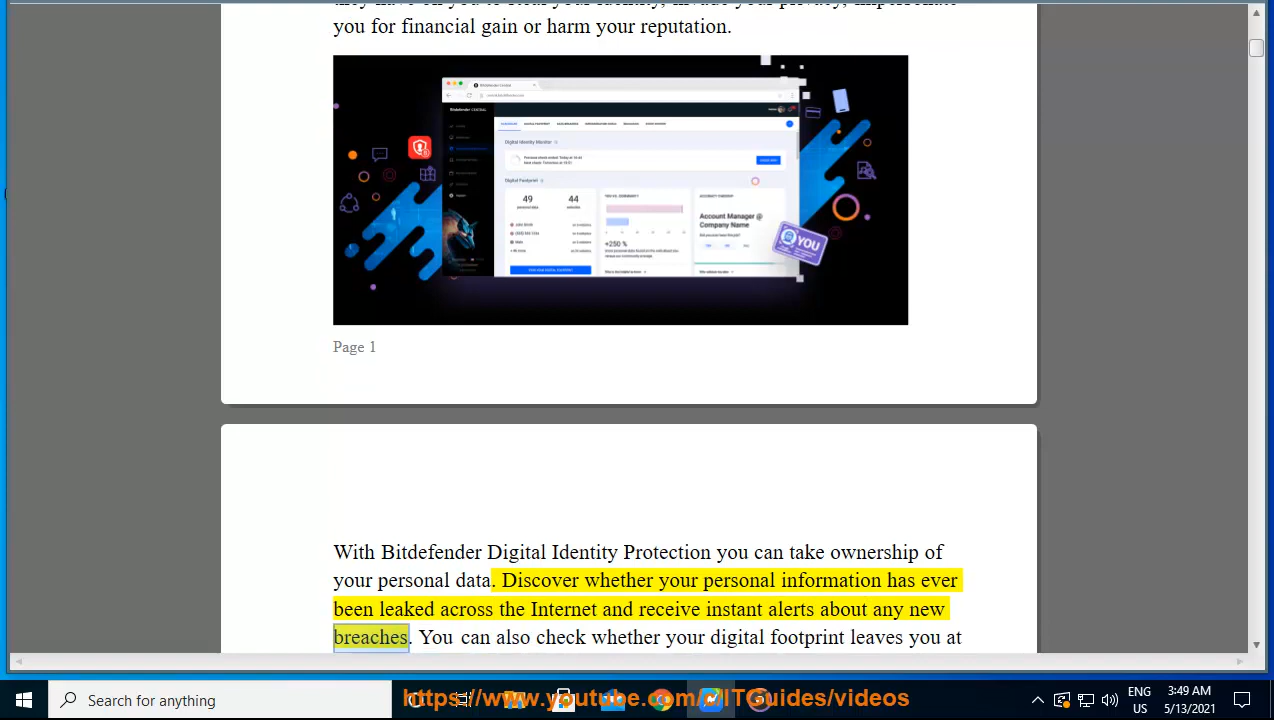 you for financial gain or harm your reputation.
Bitdefender CENTRAL
Digital Identity Monitor
Digital Footprint
49
44
+250 %
Account Manager @
Company Name
YOU
Page 1
With Bitdefender Digital Identity Protection you can take ownership of
your personal data. Discover whether your personal information has ever
been leaked across the Internet and receive instant alerts about any new
breaches. You can also check whether your digital footprint leaves you at
Search for anything
https://www.youtube.com/c/ITGuides/videos
ENG
US
3:49 AM
5/13/2021